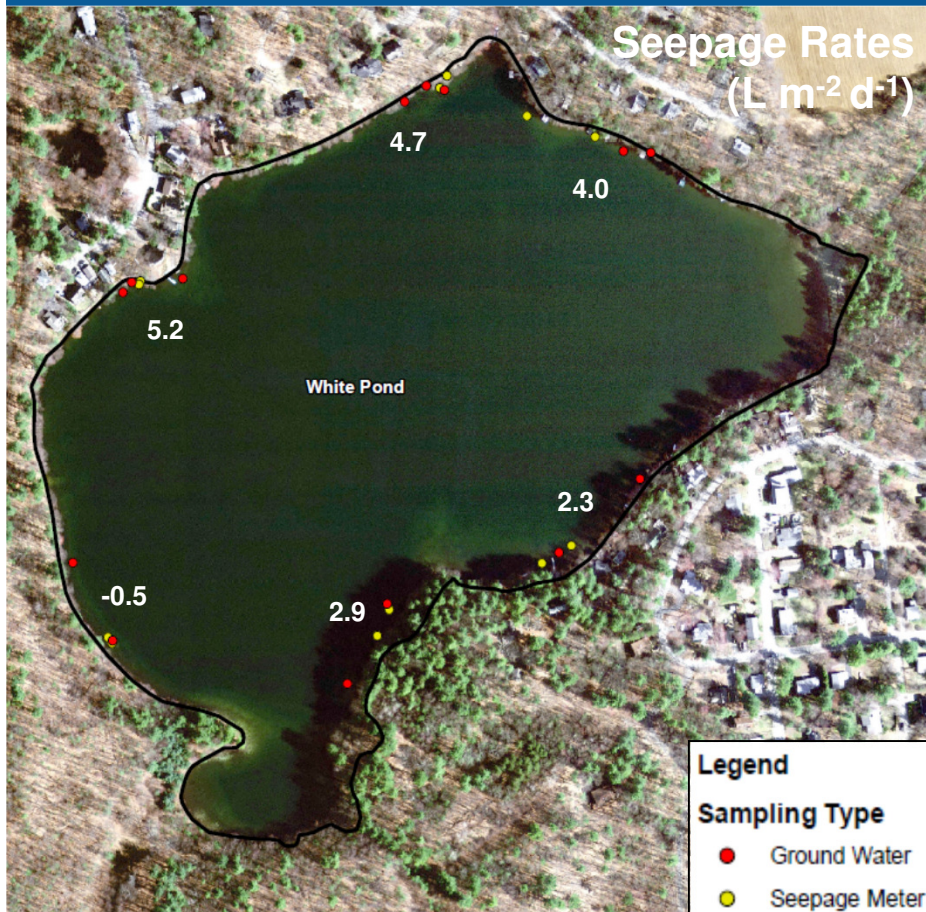 Seepage Rates
(L m⁻² d⁻¹)
4.7
4.0
5.2
White Pond
2.3
-0.5
2.9
Legend
Sampling Type
Ground Water
Seepage Meter